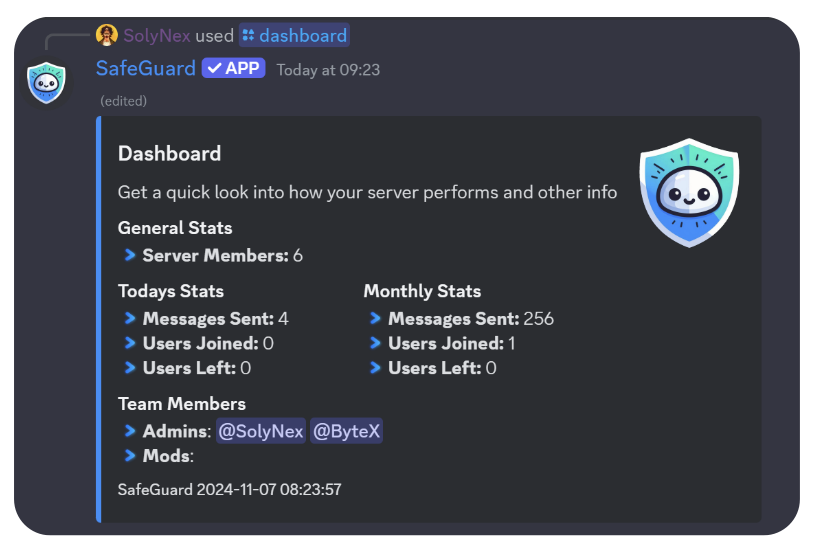 SolyNex used dashboard
SafeGuard APP Today at 09:23
(edited)
Dashboard
Get a quick look into how your server performs and other info
General Stats
Server Members: 6
Todays Stats
Messages Sent: 4
Users Joined: 0
Users Left: 0
Monthly Stats
Messages Sent: 256
Users Joined: 1
Users Left: 0
Team Members
Admins: @SolyNex @ByteX
Mods:
SafeGuard 2024-11-07 08:23:57